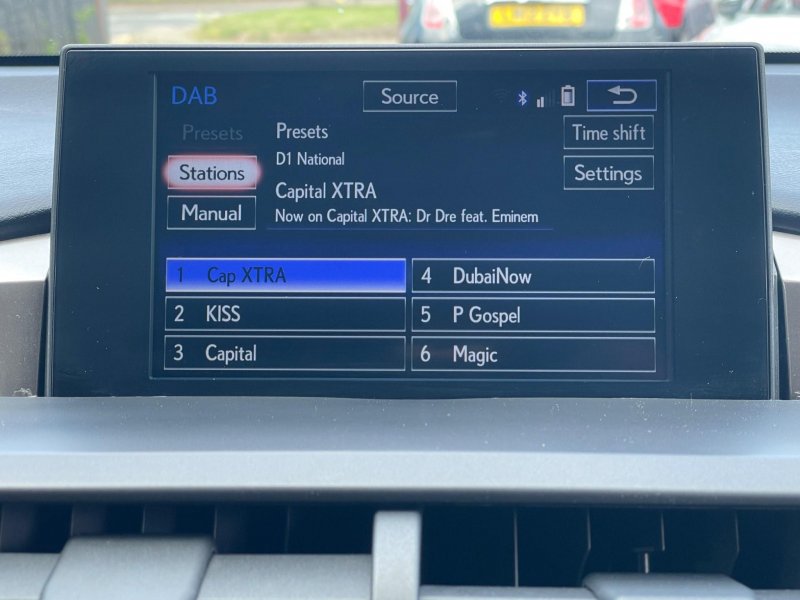 DAB
Source
Presets
Presets
Time shift
D1 National
Stations
Settings
Capital XTRA
Manual
Now on Capital XTRA: Dr Dre feat. Eminem
1 Cap XTRA
4 DubaiNow
2 KISS
5 P Gospel
3 Capital
6 Magic